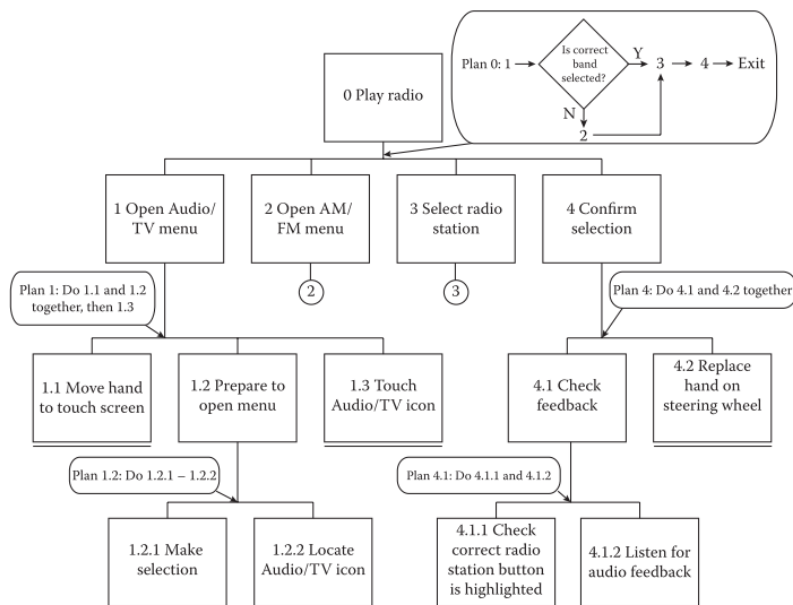 Plan 0: 1
Is correct
band
selected?
Y
3
4
Exit
N
2
0 Play radio
1 Open Audio/
TV menu
2 Open AM/
FM menu
3 Select radio
station
4 Confirm
selection
2
3
Plan 1: Do 1.1 and 1.2
together, then 1.3
Plan 4: Do 4.1 and 4.2 together
1.1 Move hand
to touch screen
1.2 Prepare to
open menu
1.3 Touch
Audio/TV icon
4.1 Check
feedback
4.2 Replace
hand on
steering wheel
Plan 1.2: Do 1.2.1 – 1.2.2
Plan 4.1: Do 4.1.1 and 4.1.2
1.2.1 Make
selection
1.2.2 Locate
Audio/TV icon
4.1.1 Check
correct radio
station button
is highlighted
4.1.2 Listen for
audio feedback